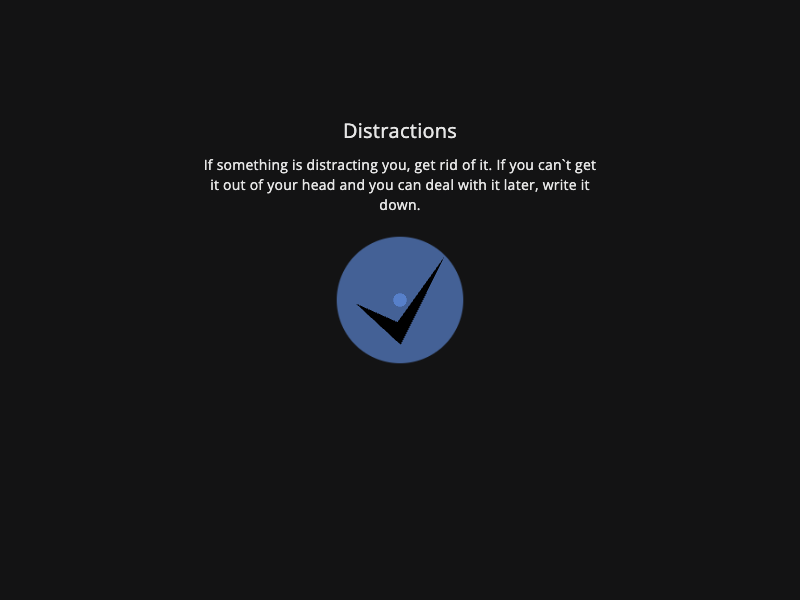 Distractions
If something is distracting you, get rid of it. If you can`t get
it out of your head and you can deal with it later, write it
down.